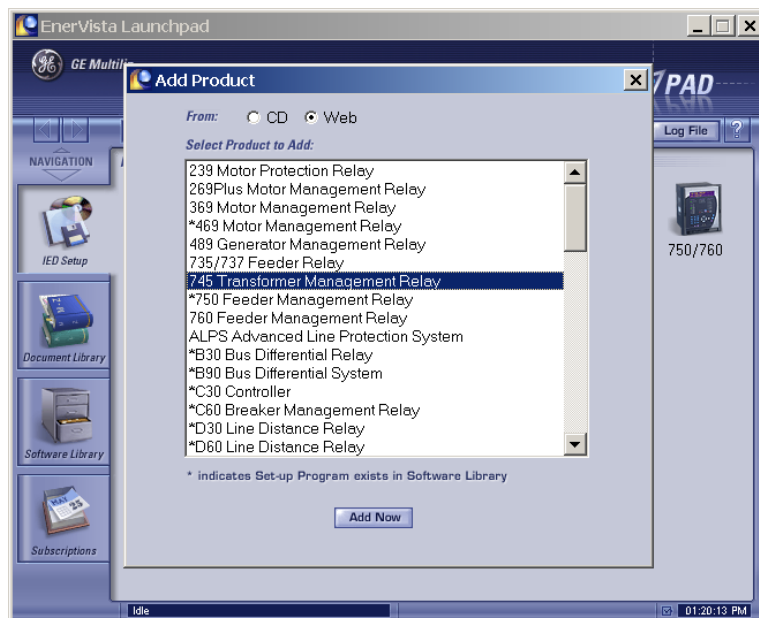 EnerVista Launchpad
GE Multilin
Add Product
PAD
From: CD Web
Log File ?
Select Product to Add:
NAVIGATION
239 Motor Protection Relay
269Plus Motor Management Relay
369 Motor Management Relay
*469 Motor Management Relay
489 Generator Management Relay
735/737 Feeder Relay
745 Transformer Management Relay
*750 Feeder Management Relay
760 Feeder Management Relay
ALPS Advanced Line Protection System
*B30 Bus Differential Relay
*B90 Bus Differential System
*C30 Controller
*C60 Breaker Management Relay
*D30 Line Distance Relay
*D60 Line Distance Relay
750/760
IED Setup
Document Library
Software Library
MAY 25
Subscriptions
* indicates Set-up Program exists in Software Library
Add Now
Idle
01:20:13 PM